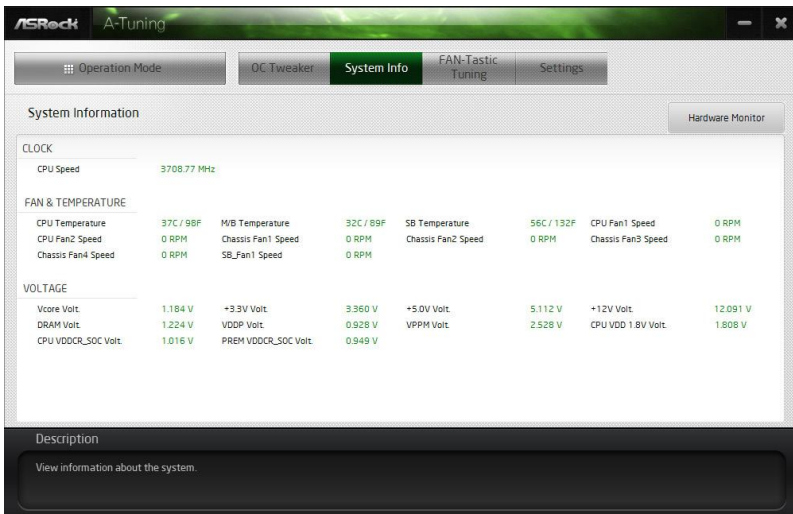 ASRock A-Tuning
Operation Mode OC Tweaker System Info FAN-Tastic Tuning Settings
System Information Hardware Monitor
CLOCK
CPU Speed 3708.77 MHz
FAN & TEMPERATURE
CPU Temperature 37C / 98F M/B Temperature 32C / 89F SB Temperature 56C / 132F CPU Fan1 Speed 0 RPM
CPU Fan2 Speed 0 RPM Chassis Fan1 Speed 0 RPM Chassis Fan2 Speed 0 RPM Chassis Fan3 Speed 0 RPM
Chassis Fan4 Speed 0 RPM SB_Fan1 Speed 0 RPM
VOLTAGE
Vcore Volt. 1.184 V +3.3V Volt. 3.360 V +5.0V Volt. 5.112 V +12V Volt. 12.091 V
DRAM Volt. 1.224 V VDDP Volt. 0.928 V VPPM Volt. 2.528 V CPU VDD 1.8V Volt. 1.808 V
CPU VDDCR_SOC Volt. 1.016 V PREM VDDCR_SOC Volt. 0.949 V
Description
View information about the system.